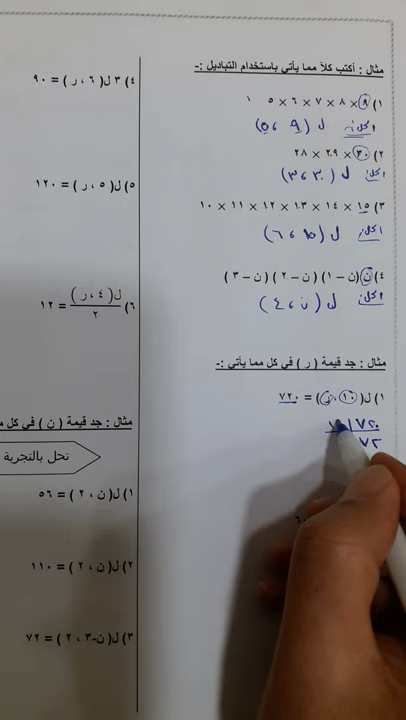 مثال : أكتب كلاً مما يأتي باستخدام التباديل :-
١) ٩ × ٨ × ٧ × ٦ × ٥
الحل: ل (٩ ، ٥)
٢) ٣٠ × ٢٩ × ٢٨
الحل: ل (٣٠ ، ٣)
٣) ١٥ × ١٤ × ١٣ × ١٢ × ١١ × ١٠
الحل: ل (١٥ ، ٦)
٤) ن(ن – ١) (ن – ٢) (ن – ٣ )
الحل: ل (ن ، ٤)
مثال : جد قيمة ( ر ) في كل مما يأتي :-
١) ل(١٠ ، ر) = ٧٢٠
٧٢٠
٧٢
٤) ٣ ل( ٦ ، ر ) = ٩٠
٥) ل( ٥ ، ر ) = ١٢٠
٦) ل( ٤ ، ر ) / ٢ = ١٢
مثال : جد قيمة ( ن ) في كل
تحل بالتجربة
١) ل(ن ، ٢ ) = ٥٦
٢) ل(ن ، ٢ ) = ١١٠
٣) ل(ن-٣ ، ٢ ) = ٧٢